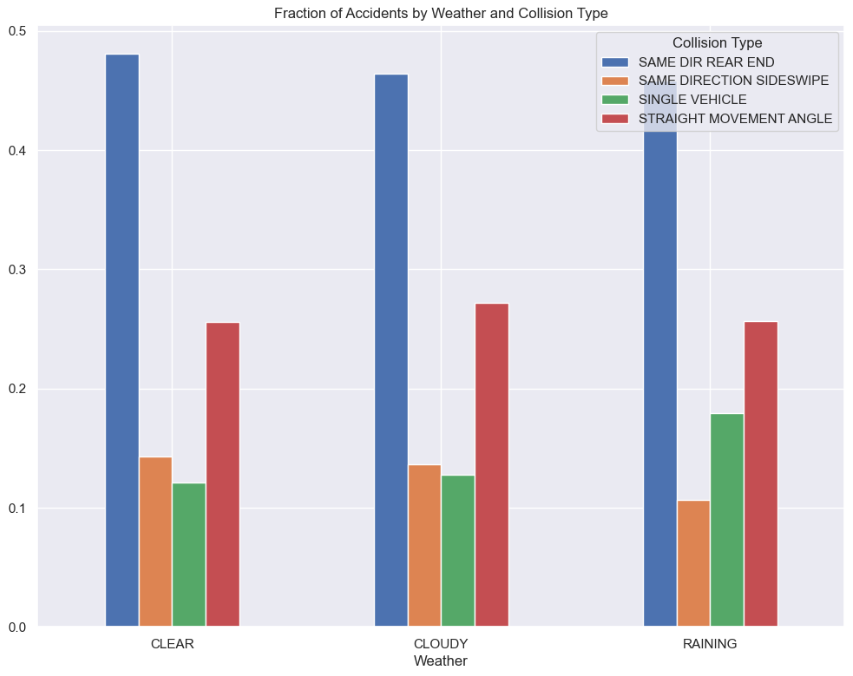 Fraction of Accidents by Weather and Collision Type
Collision Type
SAME DIR REAR END
SAME DIRECTION SIDESWIPE
SINGLE VEHICLE
STRAIGHT MOVEMENT ANGLE
0.5
0.4
0.3
0.2
0.1
0.0
CLEAR
CLOUDY
RAINING
Weather